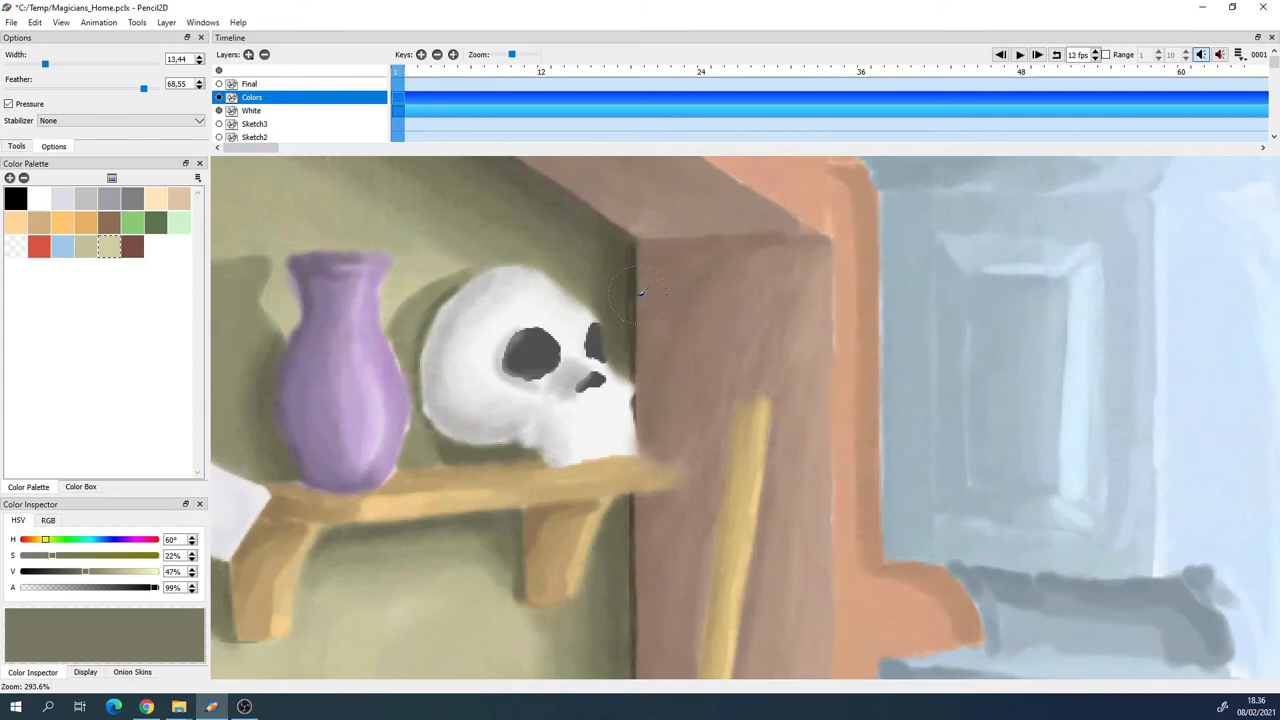 *C:/Temp/Magicians_Home.pclx - Pencil2D
File Edit View Animation Tools Layer Windows Help
Options
Width:
13,44
Feather:
68,55
Pressure
Stabilizer None
Tools Options
Timeline
Layers: Keys: Zoom: 12 fps Range 1 10 0001
1 12 24 48 60
Final
Colors
White
Sketch3
Sketch2
Color Palette
Color Palette Color Box
Color Inspector
HSV RGB
H 60°
S 22%
V 47%
A 99%
Color Inspector Display Onion Skins
Zoom: 293.6%
18.36
08/02/2021